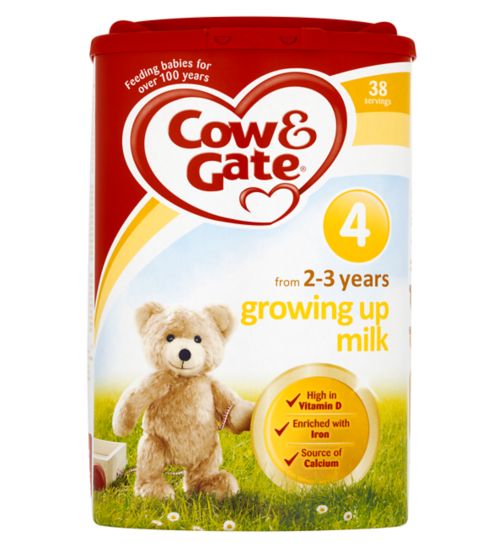 Feeding babies for
over 100 years
38
servings
Cow&
Gate®
4
from 2-3 years
growing up
milk
High in
Vitamin D
Enriched with
Iron
Source of
Calcium